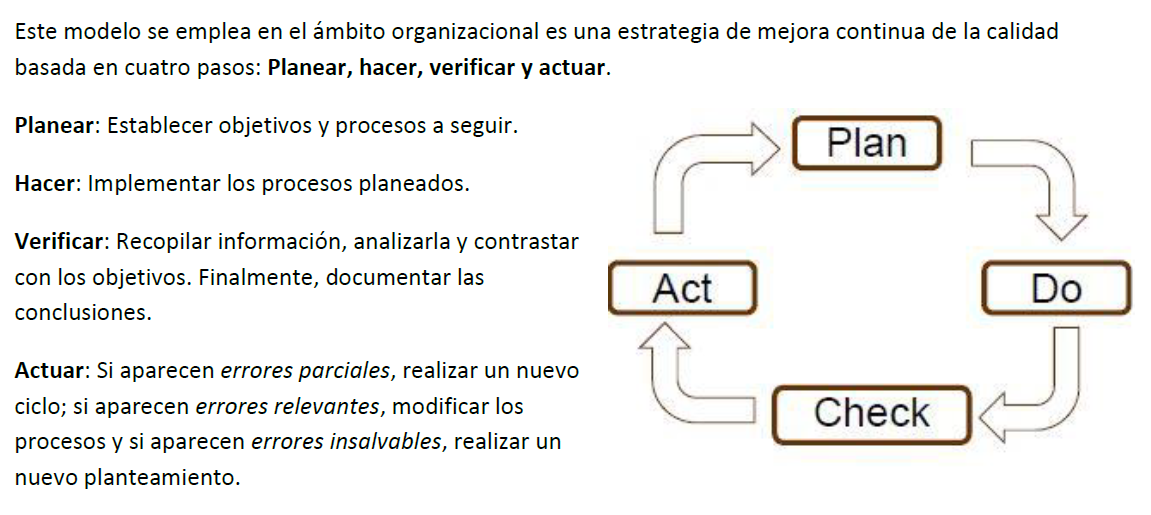 Este modelo se emplea en el ámbito organizacional es una estrategia de mejora continua de la calidad
basada en cuatro pasos: Planear, hacer, verificar y actuar.
Planear: Establecer objetivos y procesos a seguir.
Hacer: Implementar los procesos planeados.
Verificar: Recopilar información, analizarla y contrastar
con los objetivos. Finalmente, documentar las
conclusiones.
Actuar: Si aparecen errores parciales, realizar un nuevo
ciclo; si aparecen errores relevantes, modificar los
procesos y si aparecen errores insalvables, realizar un
nuevo planteamiento.
Plan
Act
Do
Check